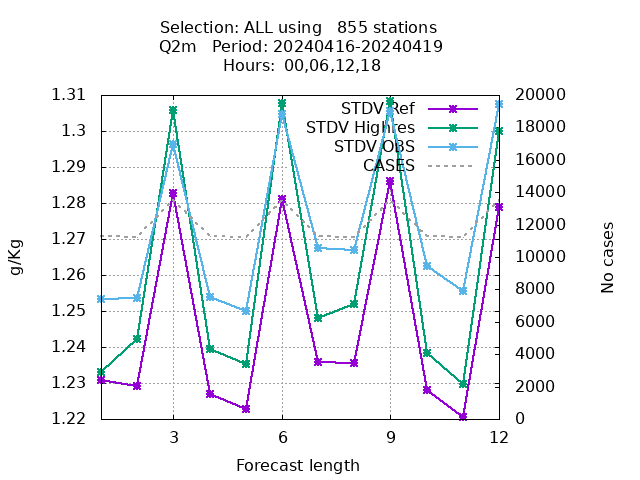 Selection: ALL using   855 stations
Q2m   Period: 20240416-20240419
Hours: 00,06,12,18
STDV Ref
STDV Highres
STDV OBS
CASES
1.31
1.3
1.29
1.28
1.27
1.26
1.25
1.24
1.23
1.22
g/Kg
20000
18000
16000
14000
12000
10000
8000
6000
4000
2000
0
No cases
3
6
9
12
Forecast length